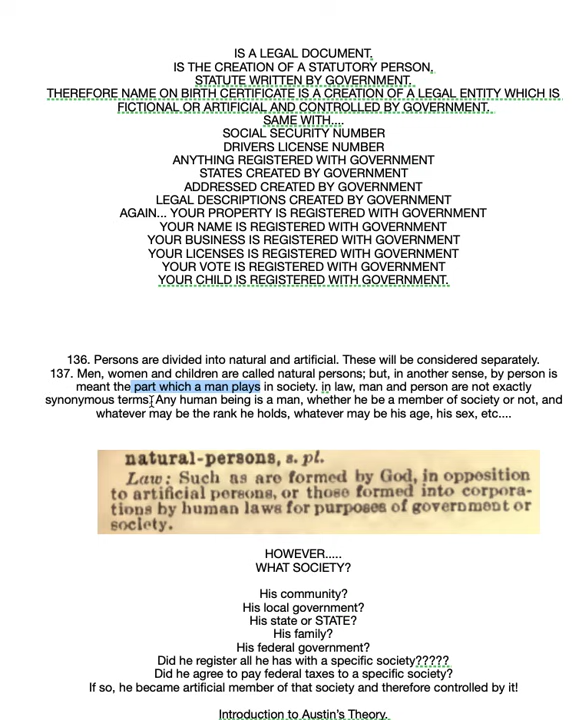 IS A LEGAL DOCUMENT.
IS THE CREATION OF A STATUTORY PERSON,
STATUTE WRITTEN BY GOVERNMENT.
THEREFORE NAME ON BIRTH CERTIFICATE IS A CREATION OF A LEGAL ENTITY WHICH IS
FICTIONAL OR ARTIFICIAL AND CONTROLLED BY GOVERNMENT.
SAME WITH....
SOCIAL SECURITY NUMBER
DRIVERS LICENSE NUMBER
ANYTHING REGISTERED WITH GOVERNMENT
STATES CREATED BY GOVERNMENT
ADDRESSED CREATED BY GOVERNMENT
LEGAL DESCRIPTIONS CREATED BY GOVERNMENT
AGAIN... YOUR PROPERTY IS REGISTERED WITH GOVERNMENT
YOUR NAME IS REGISTERED WITH GOVERNMENT
YOUR BUSINESS IS REGISTERED WITH GOVERNMENT
YOUR LICENSES IS REGISTERED WITH GOVERNMENT
YOUR VOTE IS REGISTERED WITH GOVERNMENT
YOUR CHILD IS REGISTERED WITH GOVERNMENT.
136. Persons are divided into natural and artificial. These will be considered separately.
137. Men, women and children are called natural persons; but, in another sense, by person is
meant the part which a man plays in society. in law, man and person are not exactly
synonymous terms. Any human being is a man, whether he be a member of society or not, and
whatever may be the rank he holds, whatever may be his age, his sex, etc....
natural-persons, s. pl.
Law: Such as are formed by God, in opposition
to artificial persons, or those formed into corpora-
tions by human laws for purposes of government or
society.
HOWEVER.....
WHAT SOCIETY?
His community?
His local government?
His state or STATE?
His family?
His federal government?
Did he register all he has with a specific society?????
Did he agree to pay federal taxes to a specific society?
If so, he became artificial member of that society and therefore controlled by it!
Introduction to Austin's Theory.